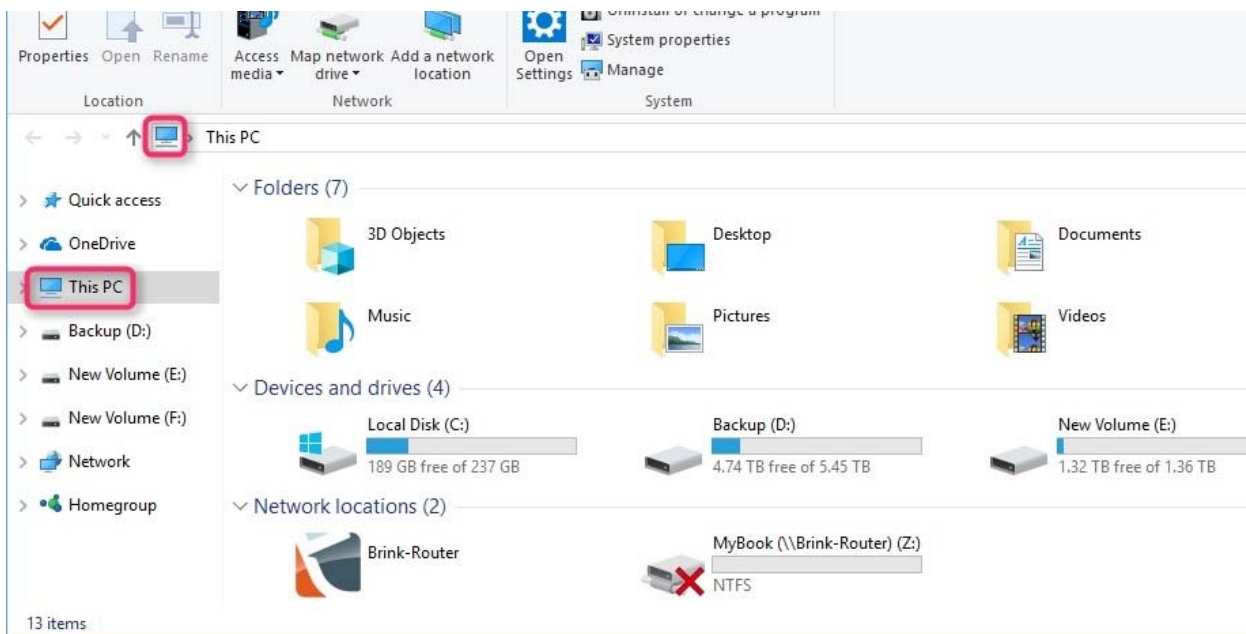 Uninstall or change a program
Properties Open Rename
Access media
Map network drive
Add a network location
Open Settings
System properties
Manage
Location
Network
System
This PC
Quick access
OneDrive
This PC
Backup (D:)
New Volume (E:)
New Volume (F:)
Network
Homegroup
Folders (7)
3D Objects
Desktop
Documents
Music
Pictures
Videos
Devices and drives (4)
Local Disk (C:)
189 GB free of 237 GB
Backup (D:)
4.74 TB free of 5.45 TB
New Volume (E:)
1.32 TB free of 1.36 TB
Network locations (2)
Brink-Router
MyBook (\\Brink-Router) (Z:)
NTFS
13 items